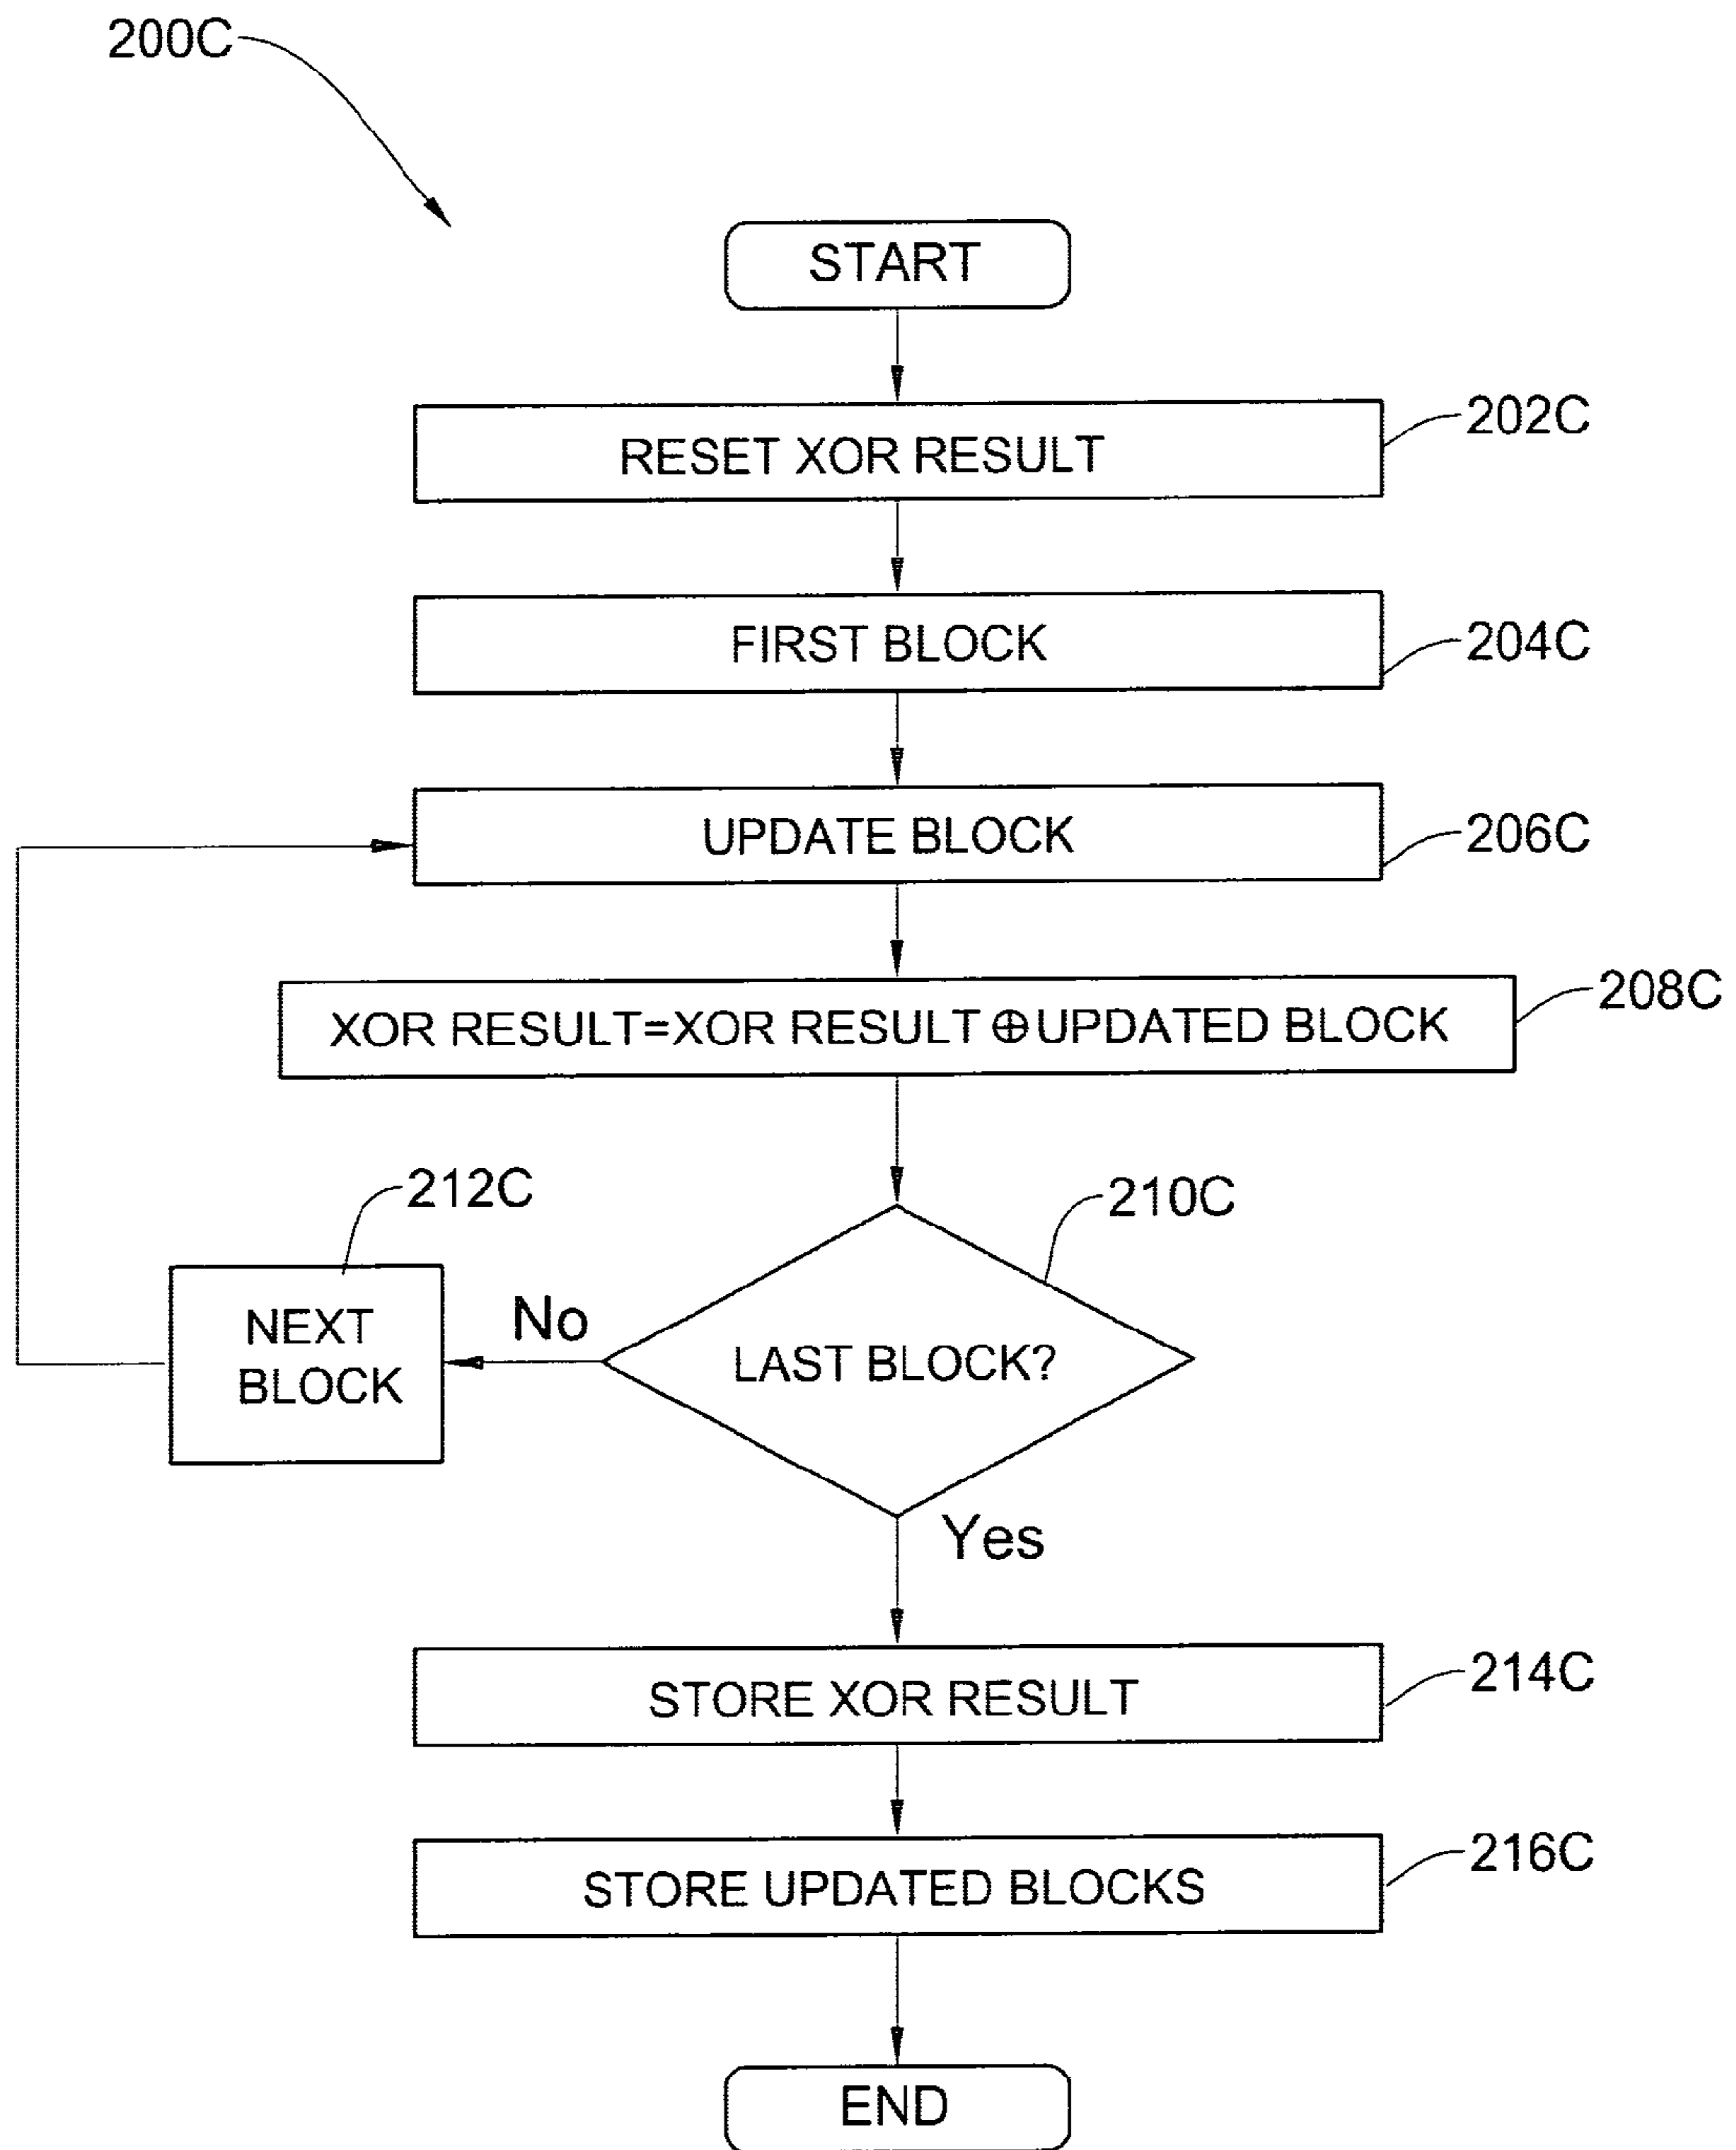 200C
START
RESET XOR RESULT
202C
FIRST BLOCK
204C
UPDATE BLOCK
206C
XOR RESULT=XOR RESULT⊕UPDATED BLOCK
208C
212C
210C
NEXT
BLOCK
No
LAST BLOCK?
Yes
STORE XOR RESULT
214C
STORE UPDATED BLOCKS
216C
END